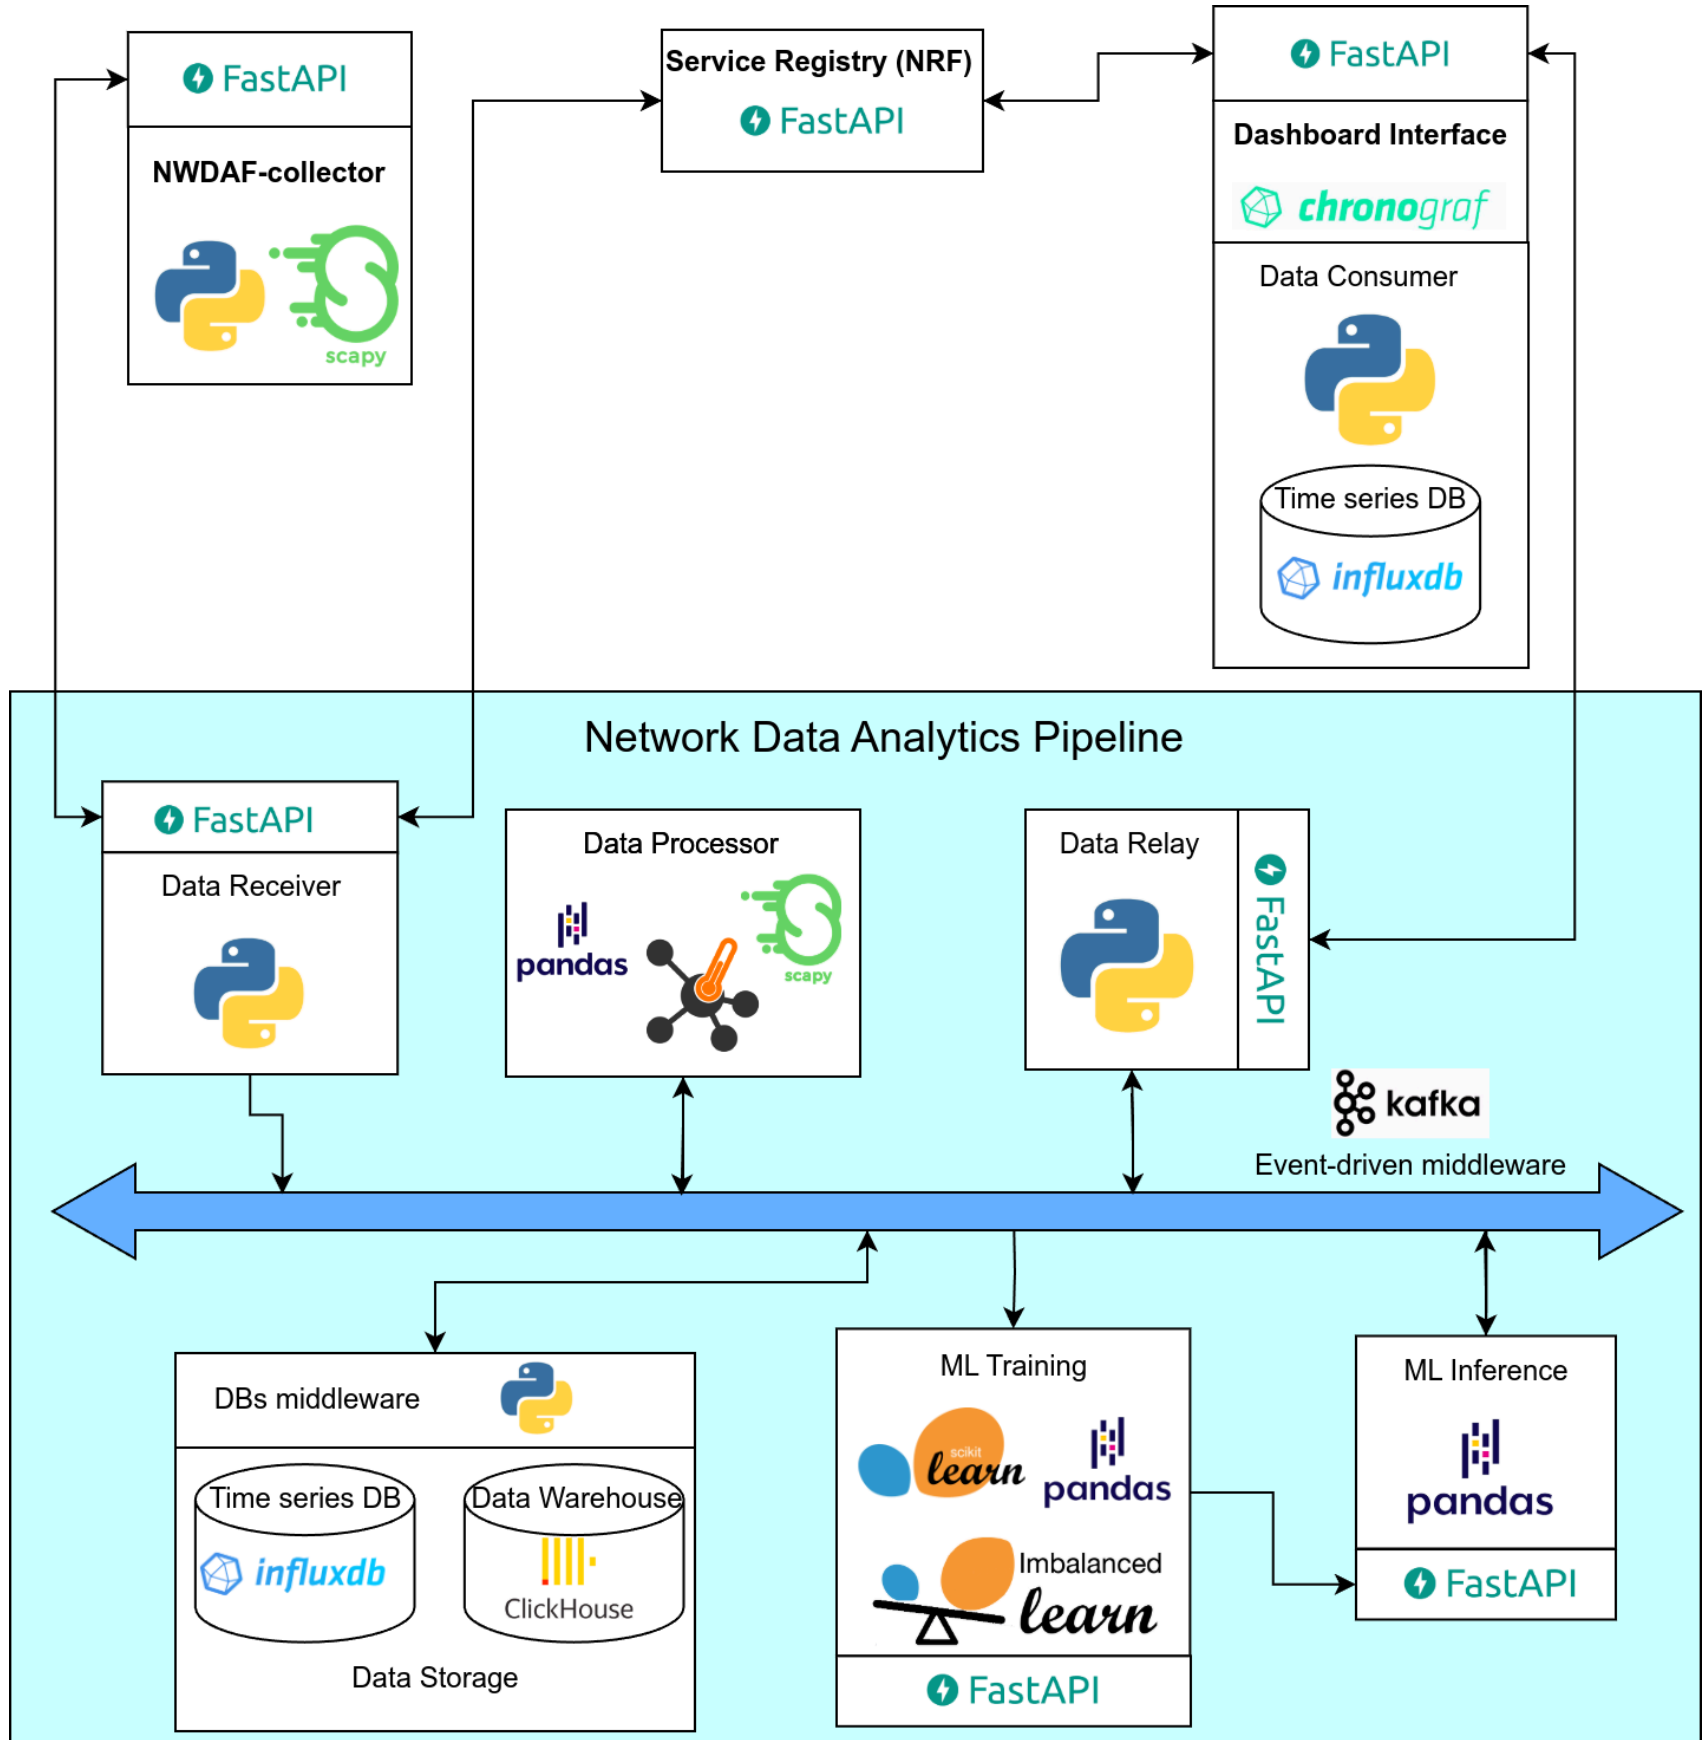 FastAPI
NWDAF-collector
scapy
Service Registry (NRF)
FastAPI
FastAPI
Dashboard Interface
chronograf
Data Consumer
Time series DB
influxdb
Network Data Analytics Pipeline
FastAPI
Data Receiver
Data Processor
pandas
scapy
Data Relay
FastAPI
kafka
Event-driven middleware
DBs middleware
Time series DB
influxdb
Data Warehouse
ClickHouse
Data Storage
ML Training
scikit
learn
pandas
Imbalanced
learn
FastAPI
ML Inference
pandas
FastAPI